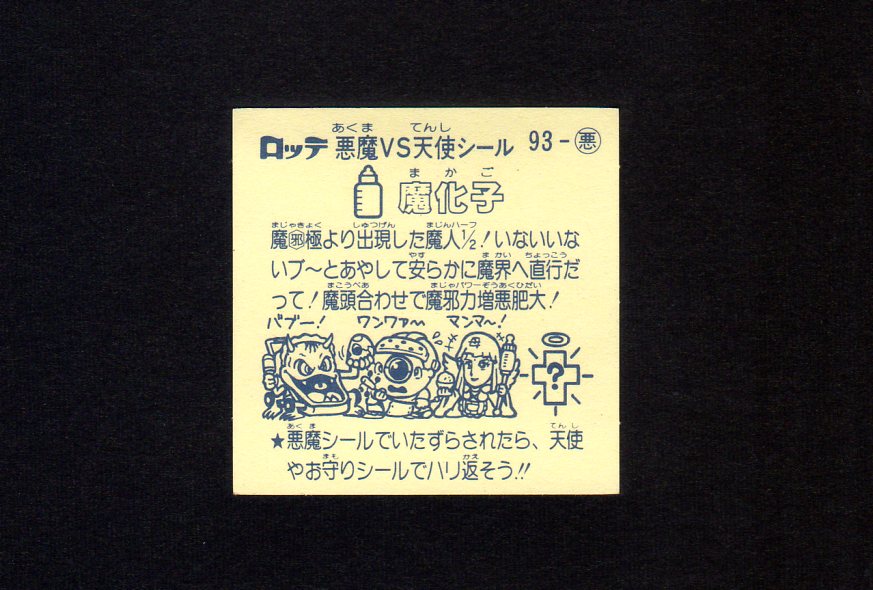 ロッテ 悪魔VS天使シール 93-悪
あくま てんし
魔化子
まかご
魔邪極より出現した魔人½!いないいな
まじゃきょく しゅつげん まじんハーフ
いブ〜とあやして安らかに魔界へ直行だ
やす まかい ちょっこう
って!魔頭合わせで魔邪力増悪肥大!
まこうべあ まじゃパワーぞうあくひだい
バブー! ワンワァ〜 マンマ〜!
?
★悪魔シールでいたずらされたら、天使
あくま てんし
やお守りシールでハリ返そう!!
まも かえ